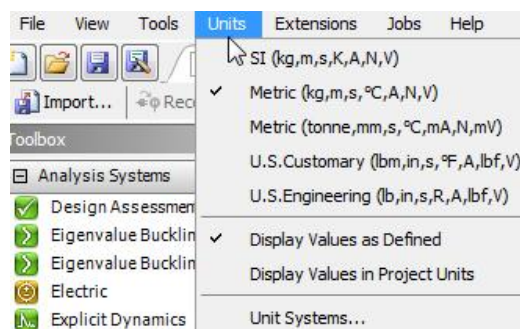 File View Tools Units Extensions Jobs Help
SI (kg,m,s,K,A,N,V)
Import...
Metric (kg,m,s,°C,A,N,V)
Toolbox
Metric (tonne,mm,s,°C,mA,N,mV)
Analysis Systems
U.S.Customary (lbm,in,s,°F,A,lbf,V)
U.S.Engineering (lb,in,s,R,A,lbf,V)
Design Assessmen
Eigenvalue Bucklin
Display Values as Defined
Eigenvalue Bucklin
Display Values in Project Units
Electric
Explicit Dynamics
Unit Systems...